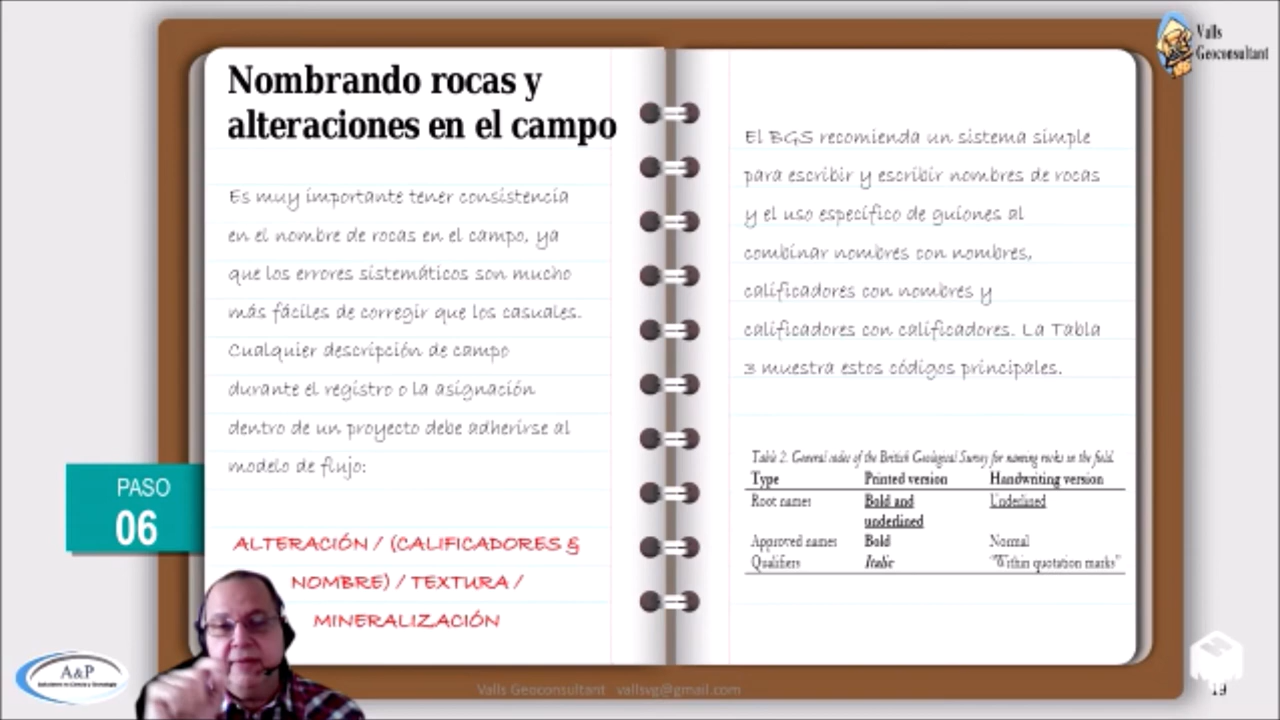 Nombrando rocas y
alteraciones en el campo
Es muy importante tener consistencia
en el nombre de rocas en el campo, ya
que los errores sistemáticos son mucho
más fáciles de corregir que los casuales.
Cualquier descripción de campo
durante el registro o la asignación
dentro de un proyecto debe adherirse al
modelo de flujo:
ALTERACIÓN / (CALIFICADORES &
NOMBRE) / TEXTURA /
MINERALIZACIÓN
PASO
06
El BGS recomienda un sistema simple
para escribir y escribir nombres de rocas
y el uso específico de guiones al
combinar nombres con nombres,
calificadores con nombres y
calificadores con calificadores. La Tabla
3 muestra estos códigos principales.
Table 2. General codes of the British Geological Survey for naming rocks on the field.
Type Printed version Handwriting version
Root names Bold and underlined Underlined
Approved names Bold Normal
Qualifiers Italic "Within quotation marks"
Valls
Geoconsultant
A&P
Valls Geoconsultant vallsvg@gmail.com
19